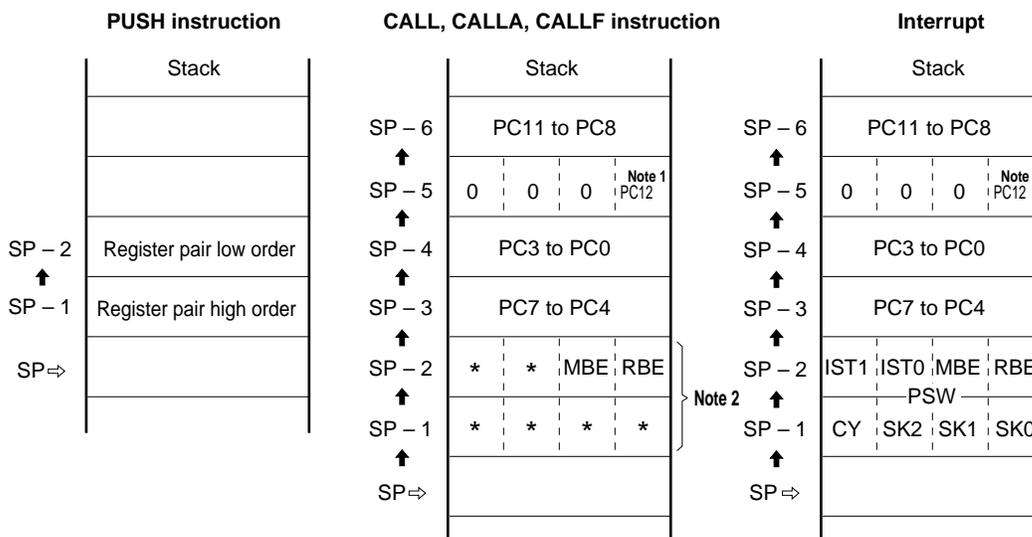 PUSH instruction
CALL, CALLA, CALLF instruction
Interrupt
Stack
SP – 2 Register pair low order
SP – 1 Register pair high order
SP⇨
Stack
SP – 6 PC11 to PC8
SP – 5 0 0 0 Note 1 PC12
SP – 4 PC3 to PC0
SP – 3 PC7 to PC4
SP – 2 * * MBE RBE
Note 2
SP – 1 * * * *
SP⇨
Stack
SP – 6 PC11 to PC8
SP – 5 0 0 0 Note PC12
SP – 4 PC3 to PC0
SP – 3 PC7 to PC4
SP – 2 IST1 IST0 MBE RBE
PSW
SP – 1 CY SK2 SK1 SK0
SP⇨